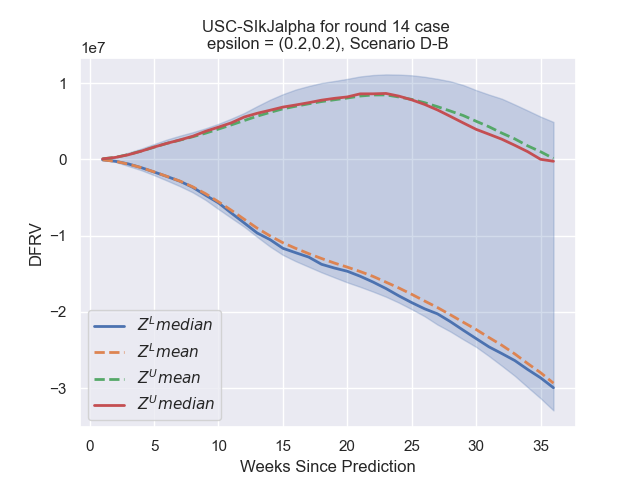 USC-SIkJalpha for round 14 case
epsilon = (0.2,0.2), Scenario D-B
1e7
1
0
−1
−2
−3
DFRV
Z^L median
Z^L mean
Z^U mean
Z^U median
0 5 10 15 20 25 30 35
Weeks Since Prediction